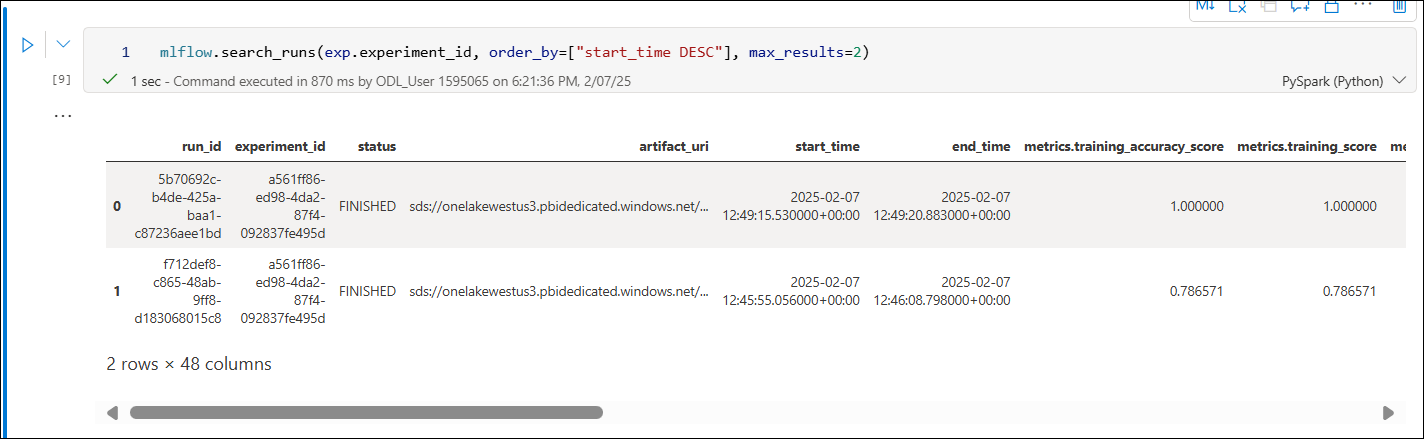 1 mlflow.search_runs(exp.experiment_id, order_by=["start_time DESC"], max_results=2)
[9]
1 sec - Command executed in 870 ms by ODL_User 1595065 on 6:21:36 PM, 2/07/25
PySpark (Python)
...
run_id experiment_id status artifact_uri start_time end_time metrics.training_accuracy_score metrics.training_score me
0 5b70692c-b4de-425a-baa1-c87236aee1bd a561ff86-ed98-4da2-87f4-092837fe495d FINISHED sds://onelakewestus3.pbidedicated.windows.net/... 2025-02-07 12:49:15.530000+00:00 2025-02-07 12:49:20.883000+00:00 1.000000 1.000000
1 f712def8-c865-48ab-9ff8-d183068015c8 a561ff86-ed98-4da2-87f4-092837fe495d FINISHED sds://onelakewestus3.pbidedicated.windows.net/... 2025-02-07 12:45:55.056000+00:00 2025-02-07 12:46:08.798000+00:00 0.786571 0.786571
2 rows × 48 columns